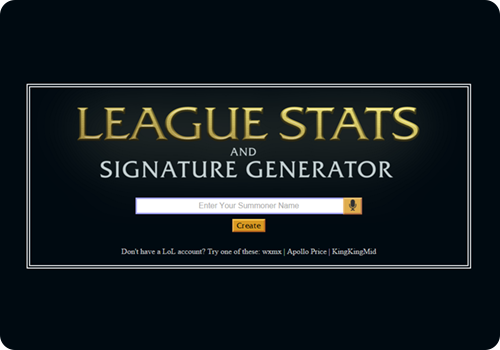 LEAGUE STATS
AND
SIGNATURE GENERATOR
Enter Your Summoner Name
Create
Don't have a LoL account? Try one of these: wxmx | Apollo Price | KingKingMid